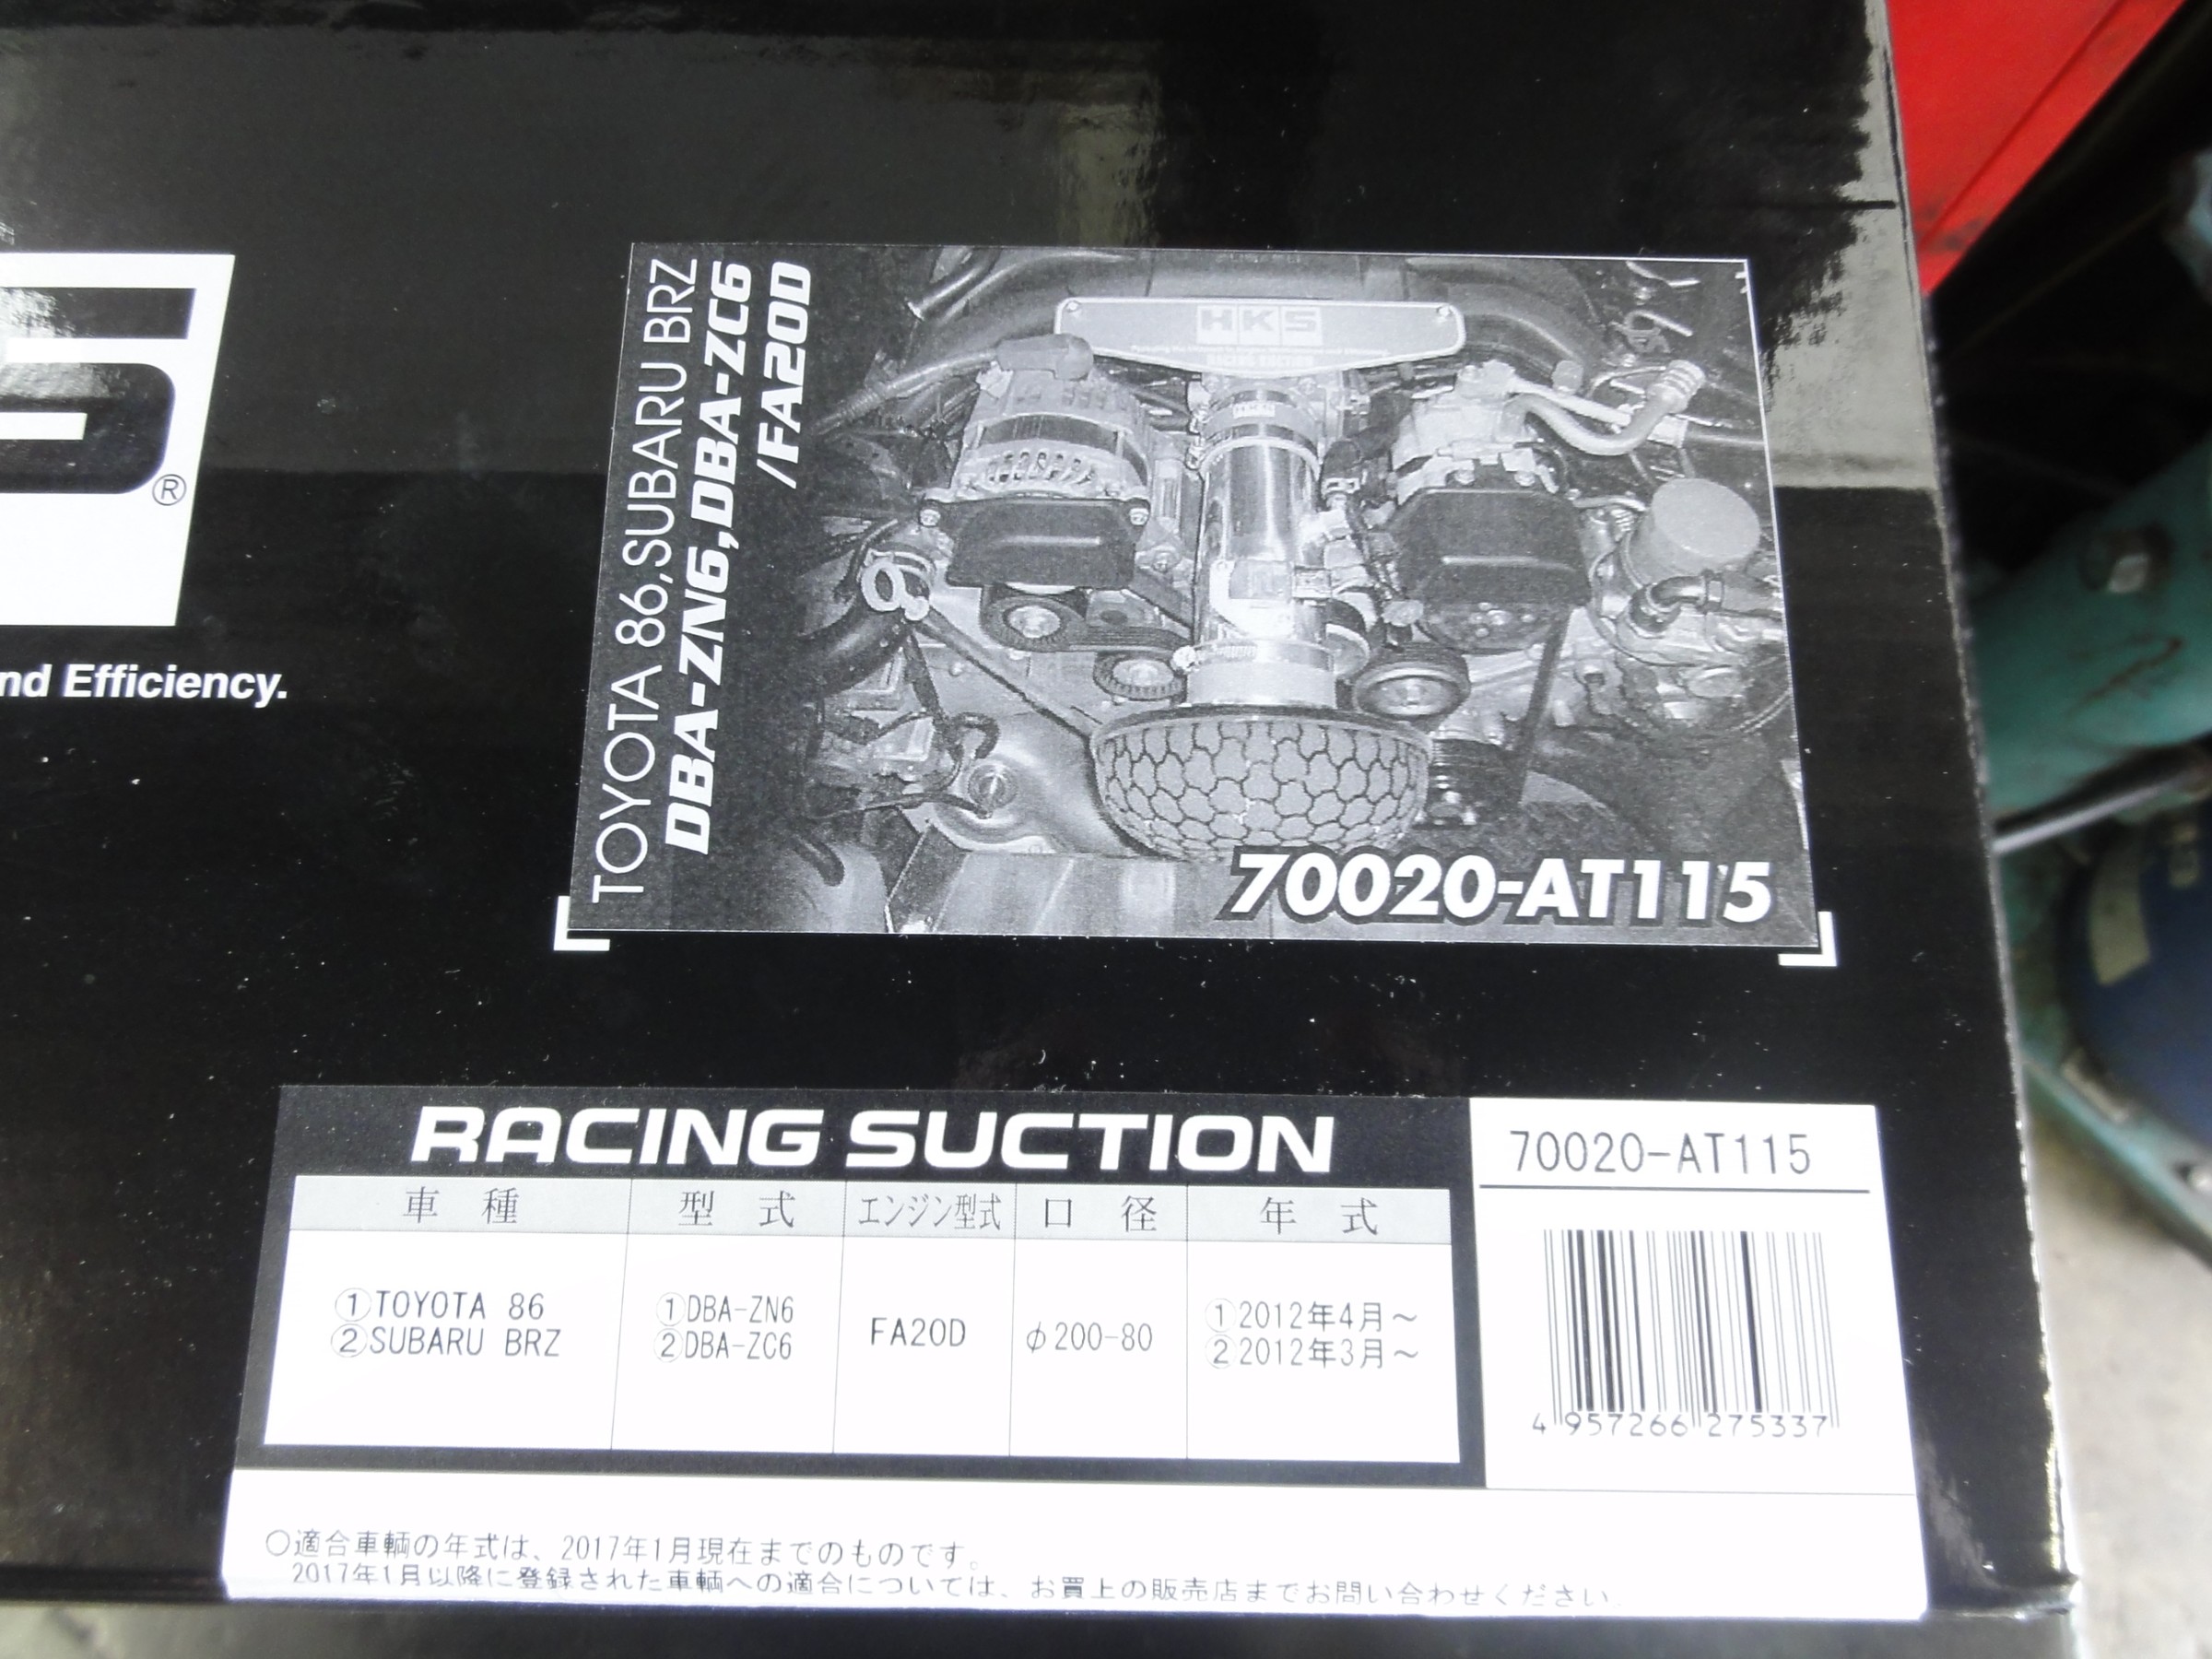 S®
nd Efficiency.
TOYOTA 86,SUBARU BRZ
DBA-ZN6,DBA-ZC6
/FA20D
HKS
RACING SUCTION
70020-AT115
RACING SUCTION
70020-AT115
車種 型式 エンジン型式 口径 年式
①TOYOTA 86 ①DBA-ZN6 FA20D φ200-80 ①2012年4月～
②SUBARU BRZ ②DBA-ZC6 ②2012年3月～
4 957266 275337
○適合車輌の年式は、2017年1月現在までのものです。
2017年1月以降に登録された車輌への適合については、お買上の販売店までお問い合わせください。